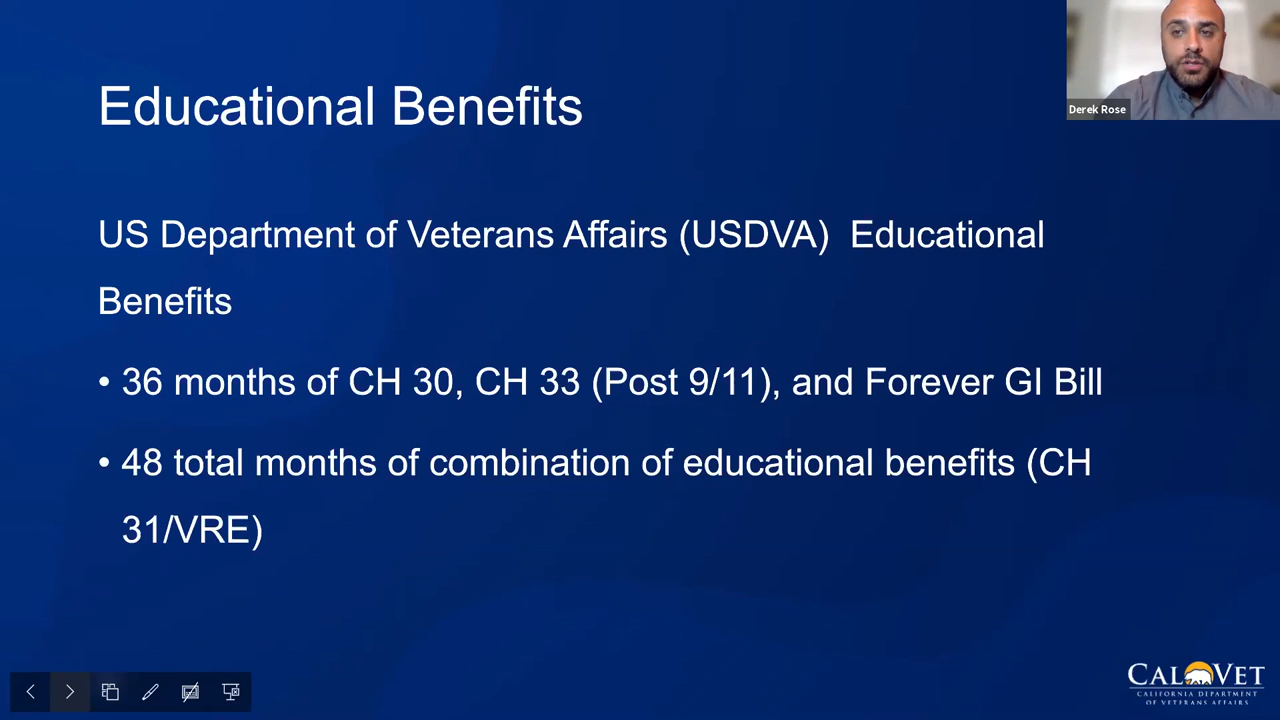 Educational Benefits
Derek Rose
US Department of Veterans Affairs (USDVA)  Educational
Benefits
• 36 months of CH 30, CH 33 (Post 9/11), and Forever GI Bill
• 48 total months of combination of educational benefits (CH
31/VRE)
CALVET
CALIFORNIA DEPARTMENT
OF VETERANS AFFAIRS